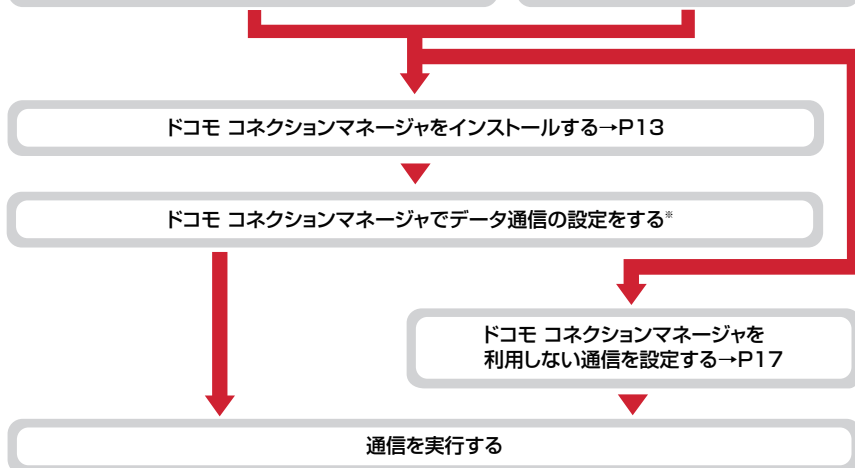 ドコモ コネクションマネージャをインストールする→P13
ドコモ コネクションマネージャでデータ通信の設定をする※
ドコモ コネクションマネージャを
利用しない通信を設定する→P17
通信を実行する